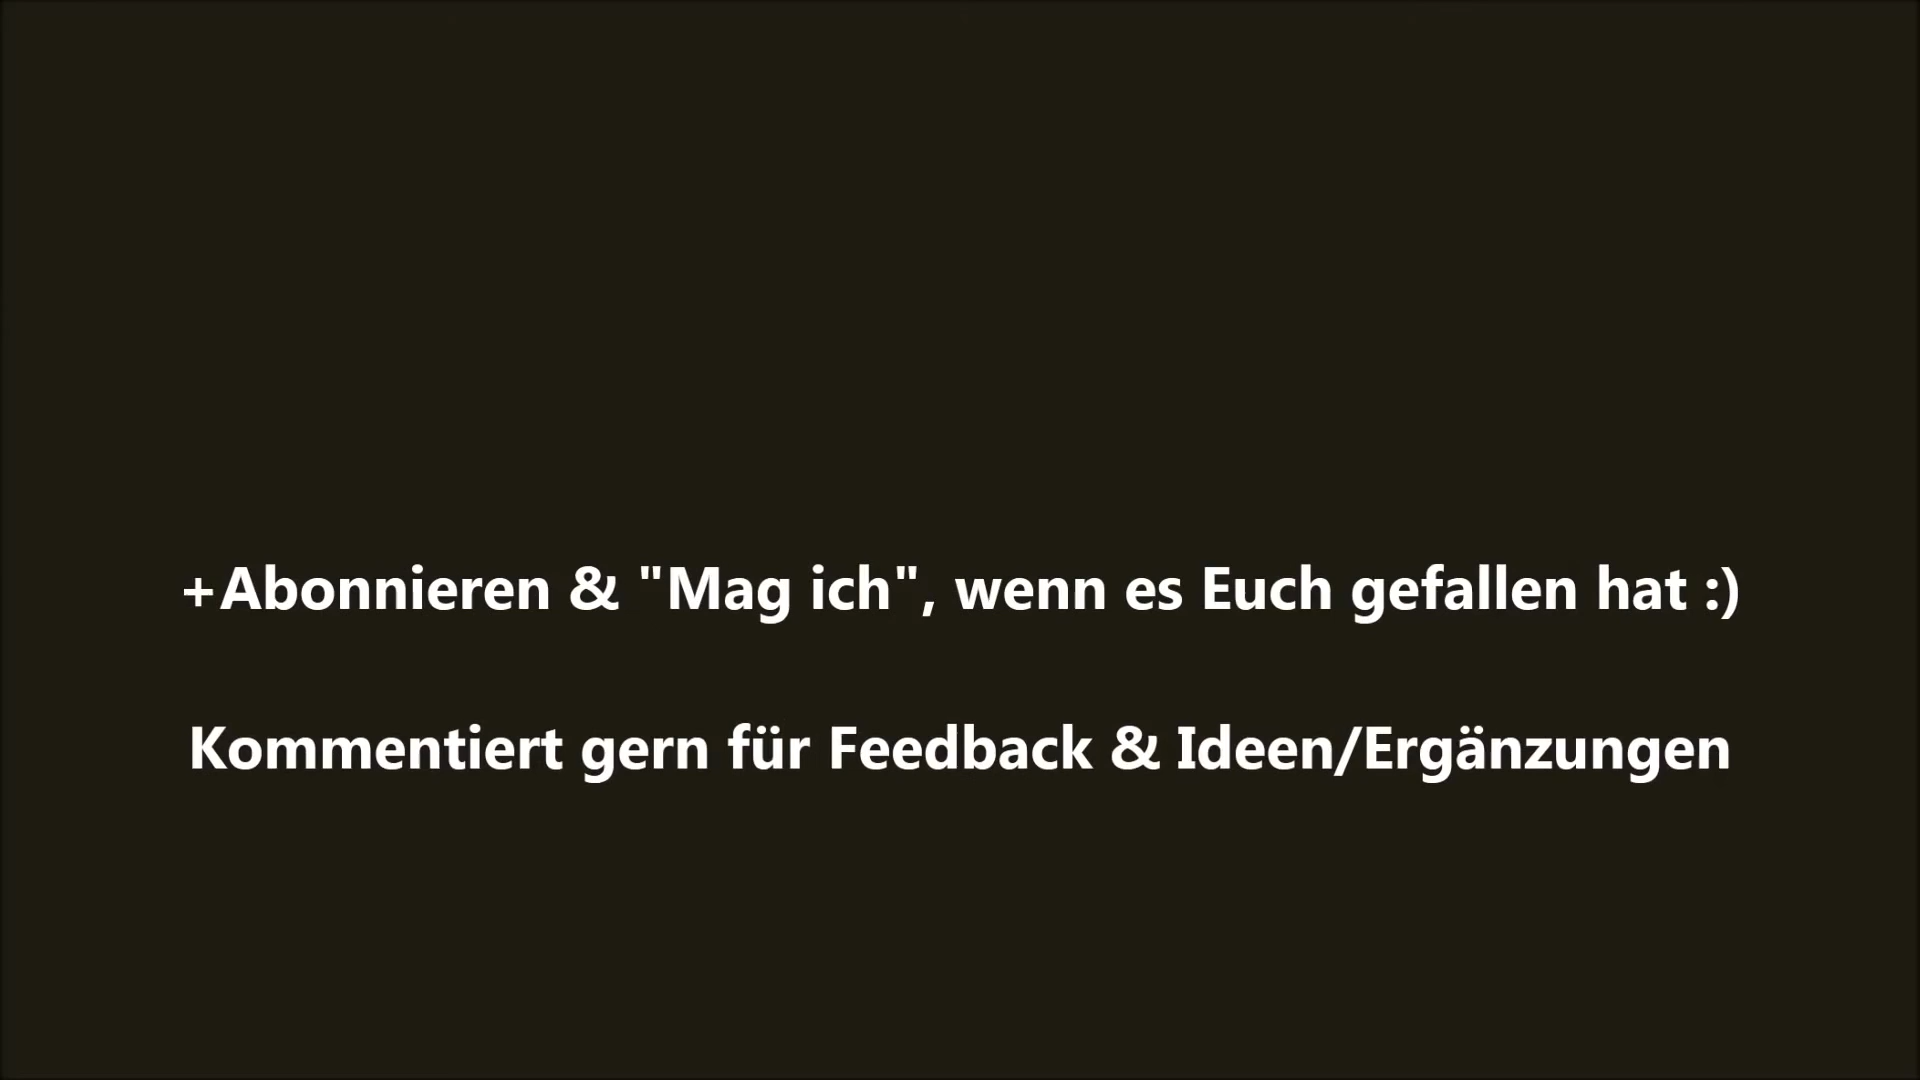 +Abonnieren & "Mag ich", wenn es Euch gefallen hat :)
Kommentiert gern für Feedback & Ideen/Ergänzungen